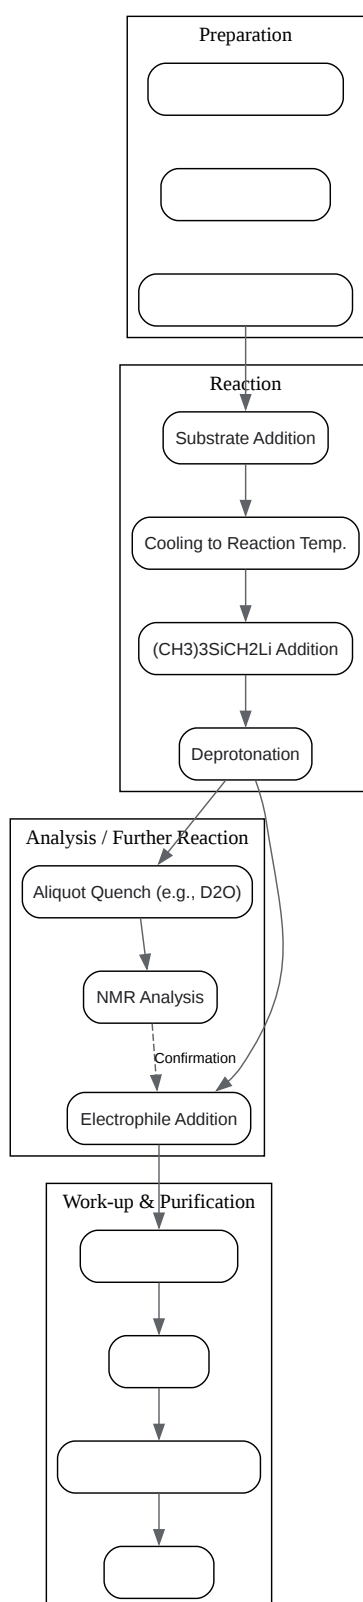 Preparation
Reaction
Substrate Addition
Cooling to Reaction Temp.
(CH3)3SiCH2Li Addition
Deprotonation
Analysis / Further Reaction
Aliquot Quench (e.g., D2O)
NMR Analysis
Confirmation
Electrophile Addition
Work-up & Purification